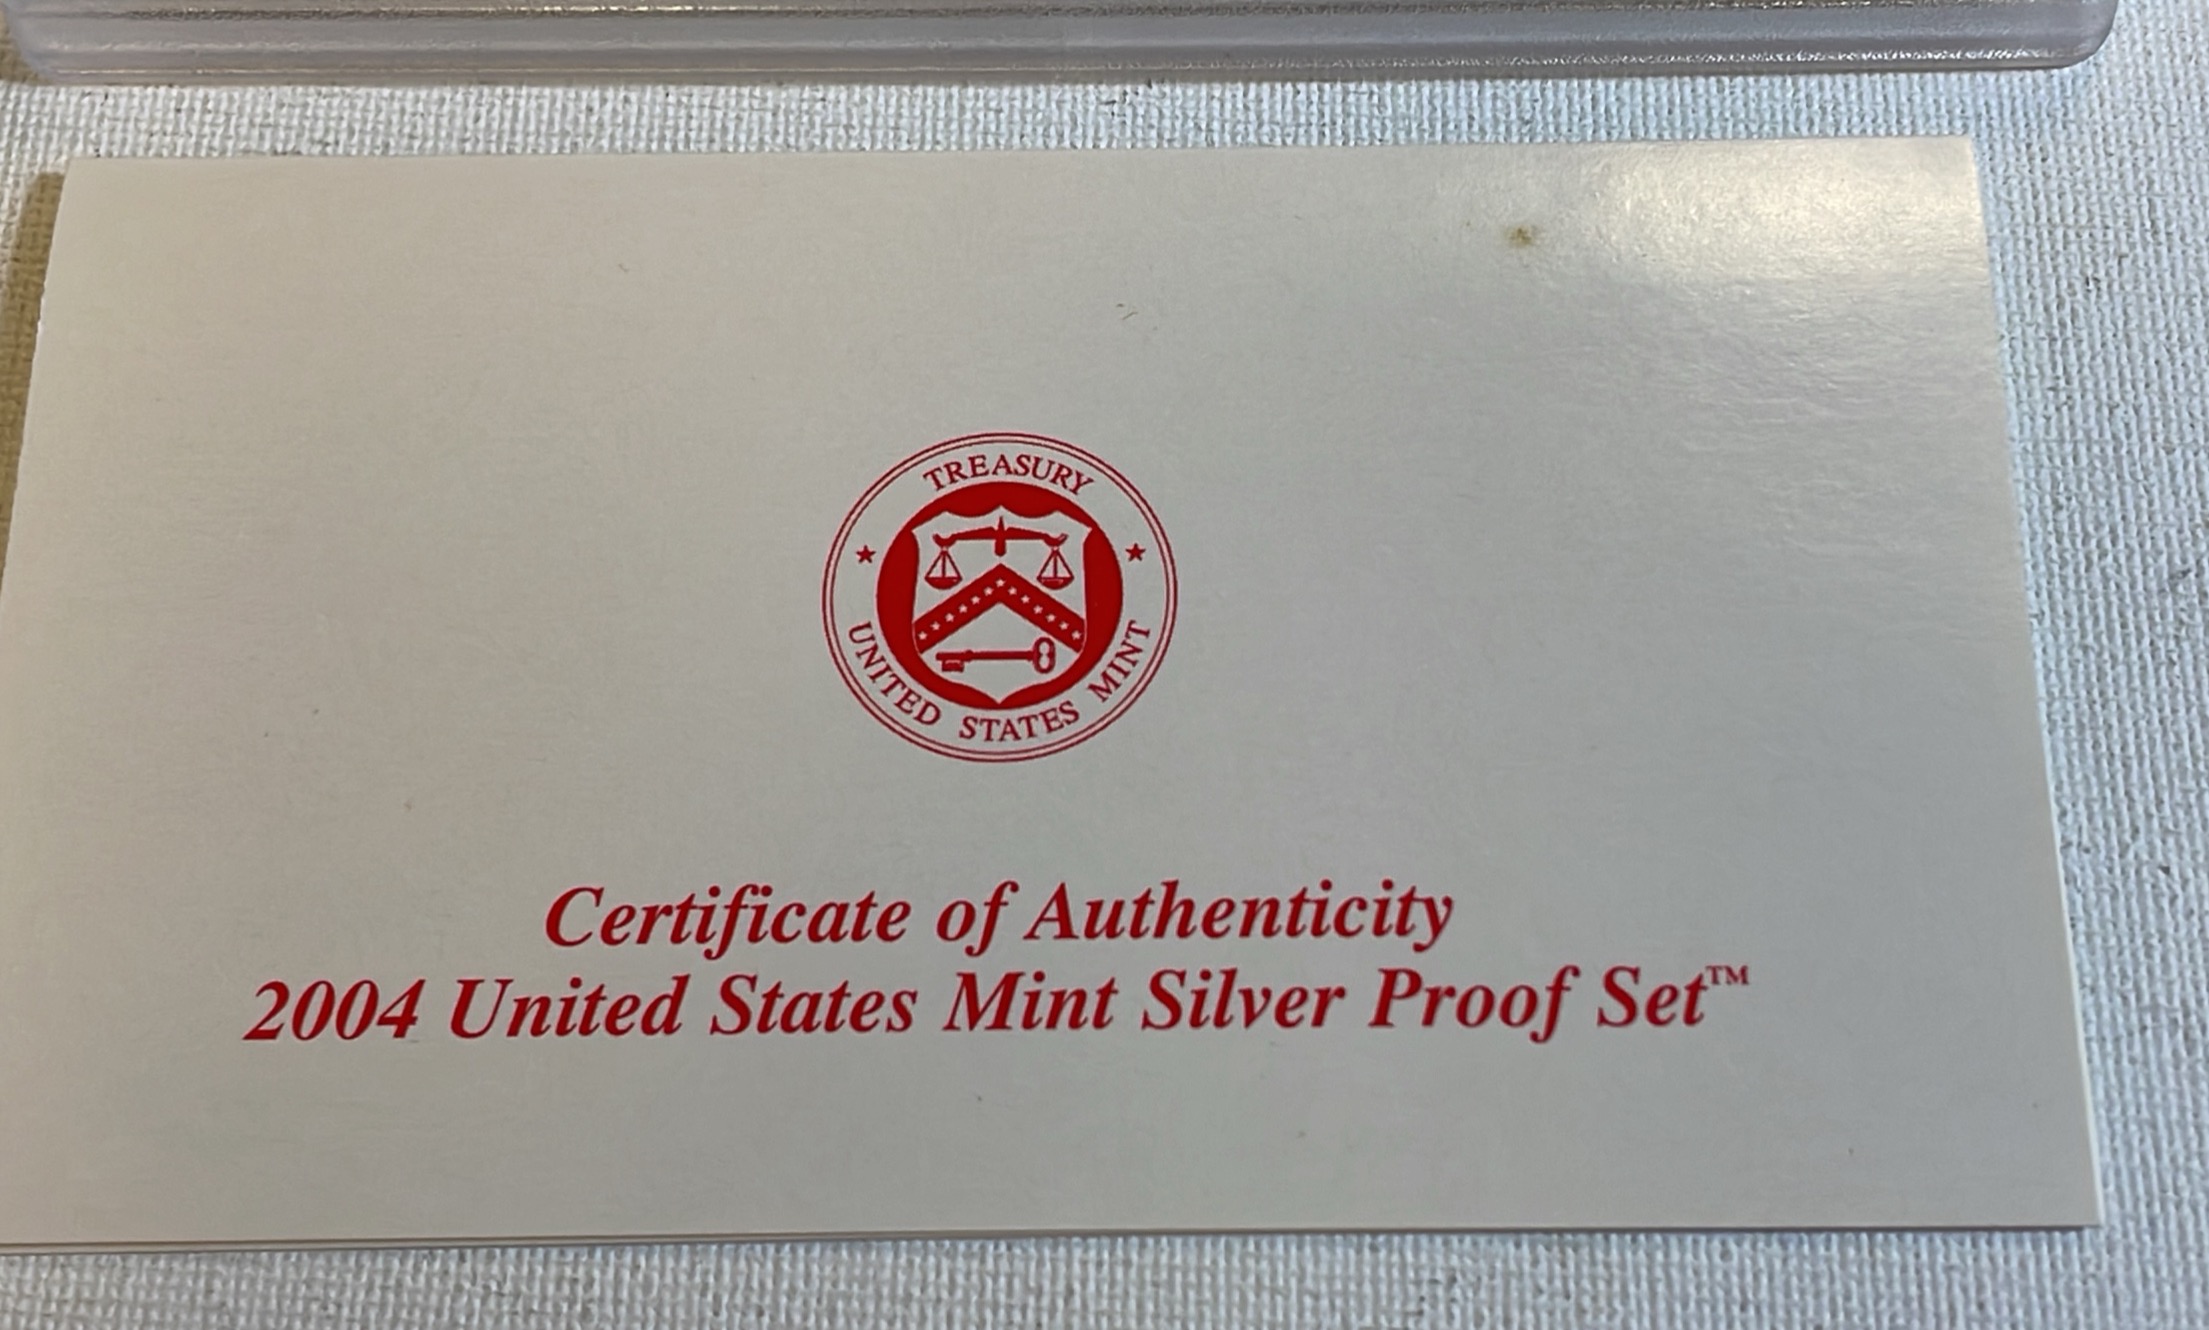 TREASURY
★ ★
UNITED STATES MINT
Certificate of Authenticity
2004 United States Mint Silver Proof Set™